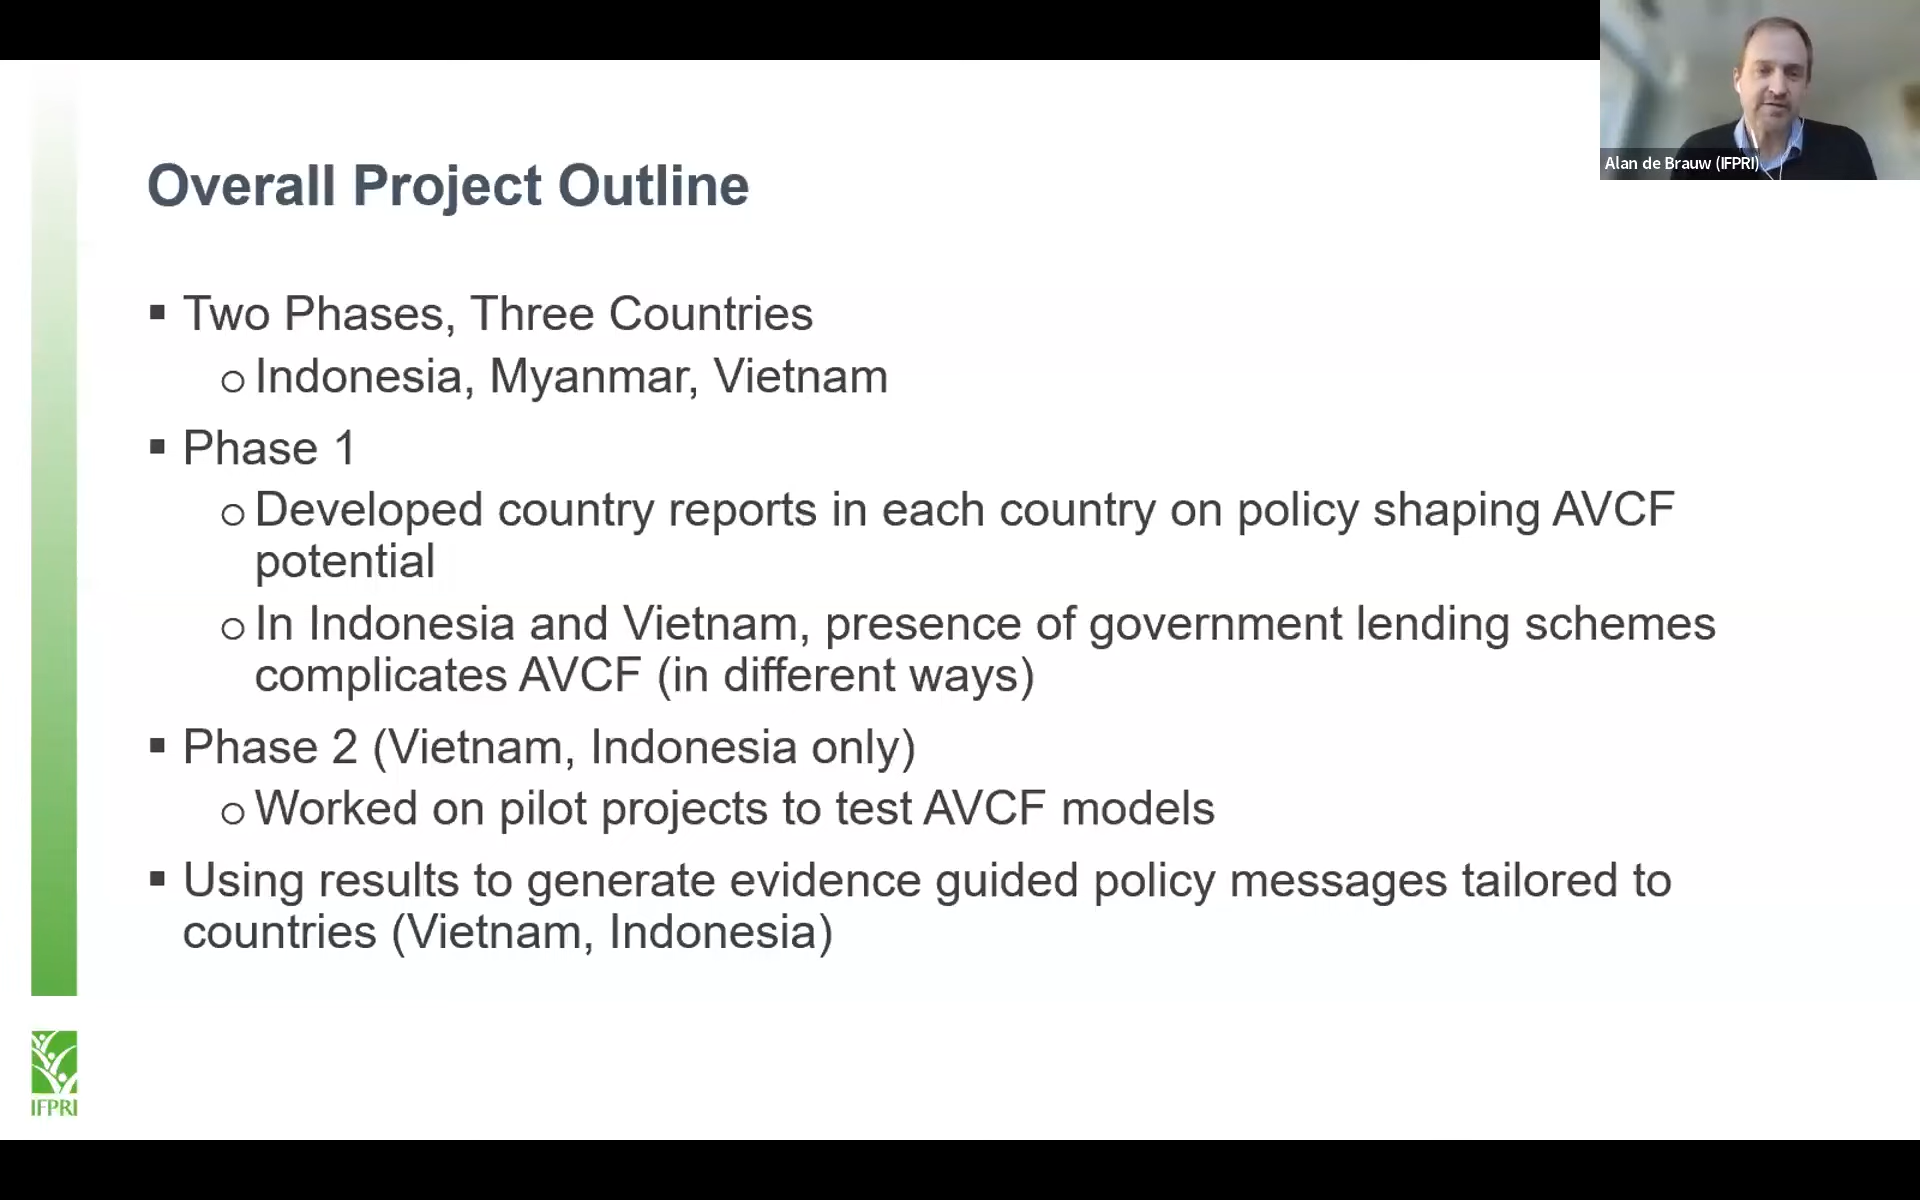 Alan de Brauw (IFPRI)
Overall Project Outline
▪ Two Phases, Three Countries
o Indonesia, Myanmar, Vietnam
▪ Phase 1
o Developed country reports in each country on policy shaping AVCF
potential
o In Indonesia and Vietnam, presence of government lending schemes
complicates AVCF (in different ways)
▪ Phase 2 (Vietnam, Indonesia only)
o Worked on pilot projects to test AVCF models
▪ Using results to generate evidence guided policy messages tailored to
countries (Vietnam, Indonesia)
IFPRI